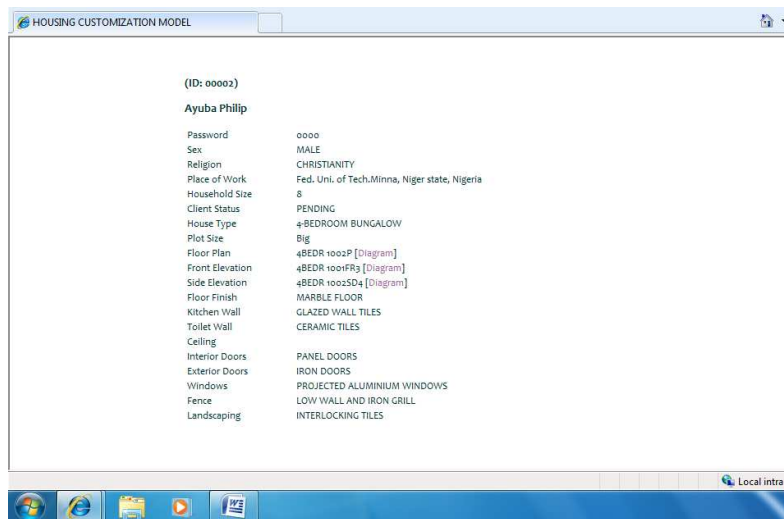 HOUSING CUSTOMIZATION MODEL
(ID: 00002)
Ayuba Philip
Password 0000
Sex MALE
Religion CHRISTIANITY
Place of Work Fed. Uni. of Tech.Minna, Niger state, Nigeria
Household Size 8
Client Status PENDING
House Type 4-BEDROOM BUNGALOW
Plot Size Big
Floor Plan 4BEDR 1002P [Diagram]
Front Elevation 4BEDR 1001FR3 [Diagram]
Side Elevation 4BEDR 1002SD4 [Diagram]
Floor Finish MARBLE FLOOR
Kitchen Wall GLAZED WALL TILES
Toilet Wall CERAMIC TILES
Ceiling
Interior Doors PANEL DOORS
Exterior Doors IRON DOORS
Windows PROJECTED ALUMINIUM WINDOWS
Fence LOW WALL AND IRON GRILL
Landscaping INTERLOCKING TILES
Local intra